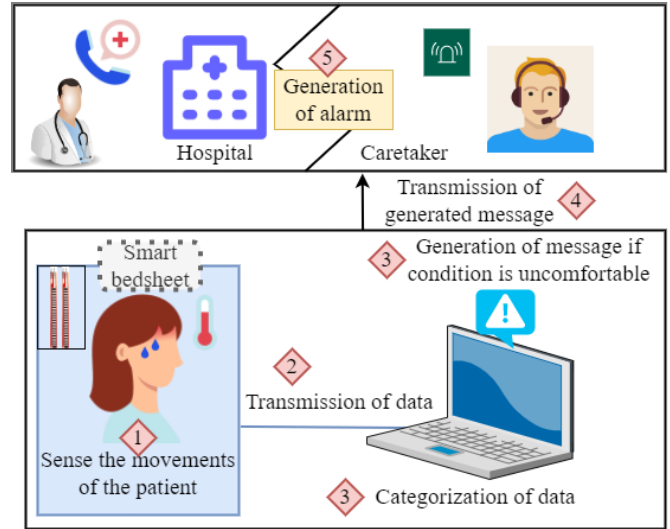 5
Generation
of alarm
Hospital
Caretaker
Transmission of
generated message
4
Smart
bedsheet
3
Generation of message if
condition is uncomfortable
2
Transmission of data
1
Sense the movements
of the patient
3
Categorization of data